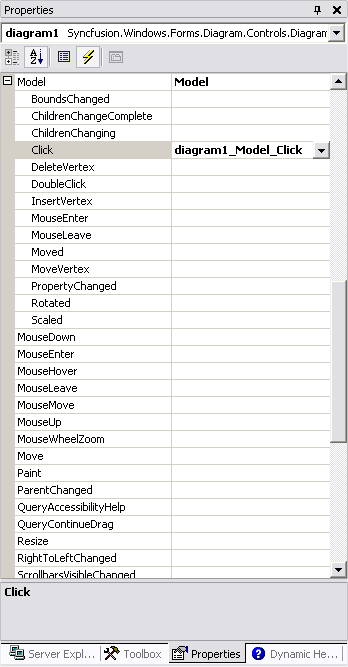 Properties
diagram1 Syncfusion.Windows.Forms.Diagram.Controls.Diagram
Model Model
BoundsChanged
ChildrenChangeComplete
ChildrenChanging
Click diagram1_Model_Click
DeleteVertex
DoubleClick
InsertVertex
MouseEnter
MouseLeave
Moved
MoveVertex
PropertyChanged
Rotated
Scaled
MouseDown
MouseEnter
MouseHover
MouseLeave
MouseMove
MouseUp
MouseWheelZoom
Move
Paint
ParentChanged
QueryAccessibilityHelp
QueryContinueDrag
Resize
RightToLeftChanged
ScrollbarsVisibleChanged
Click
Server Expl... Toolbox Properties Dynamic He...